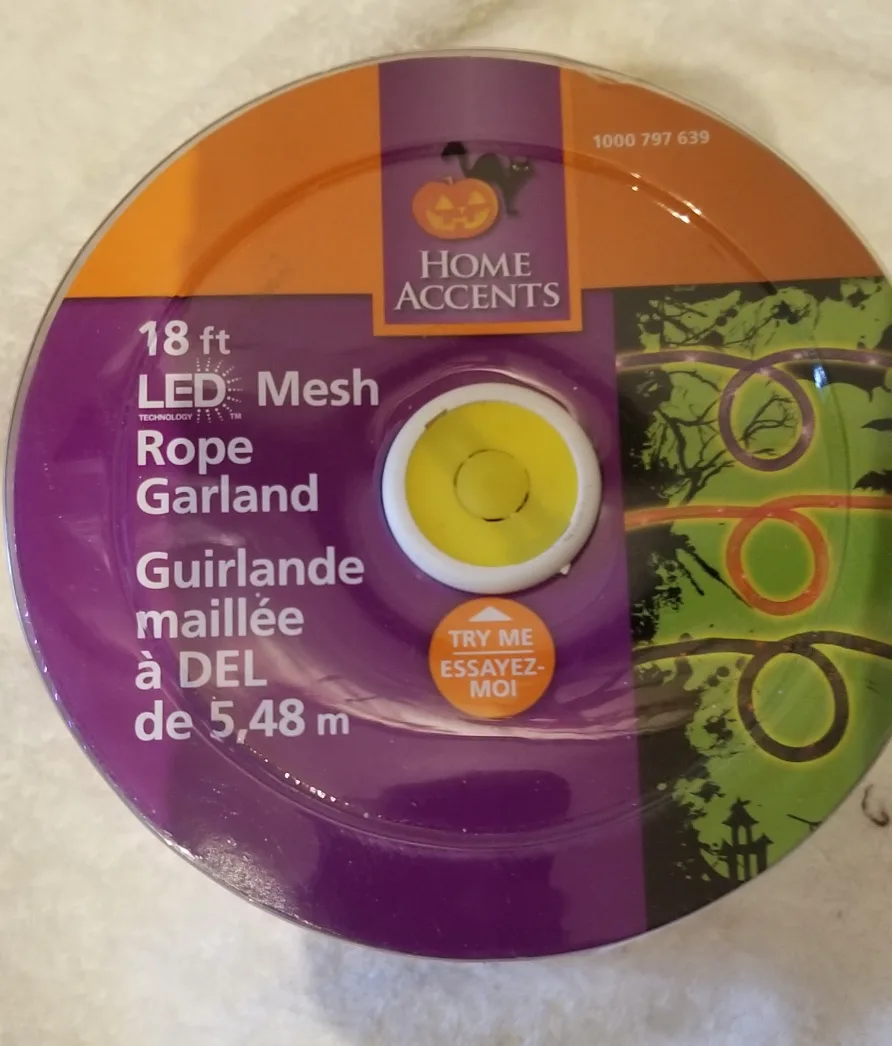 1000 797 639
HOME
ACCENTS
18 ft
LED Mesh
TECHNOLOGY ™
Rope
Garland
Guirlande
maillée
à DEL
de 5,48 m
TRY ME
ESSAYEZ-
MOI